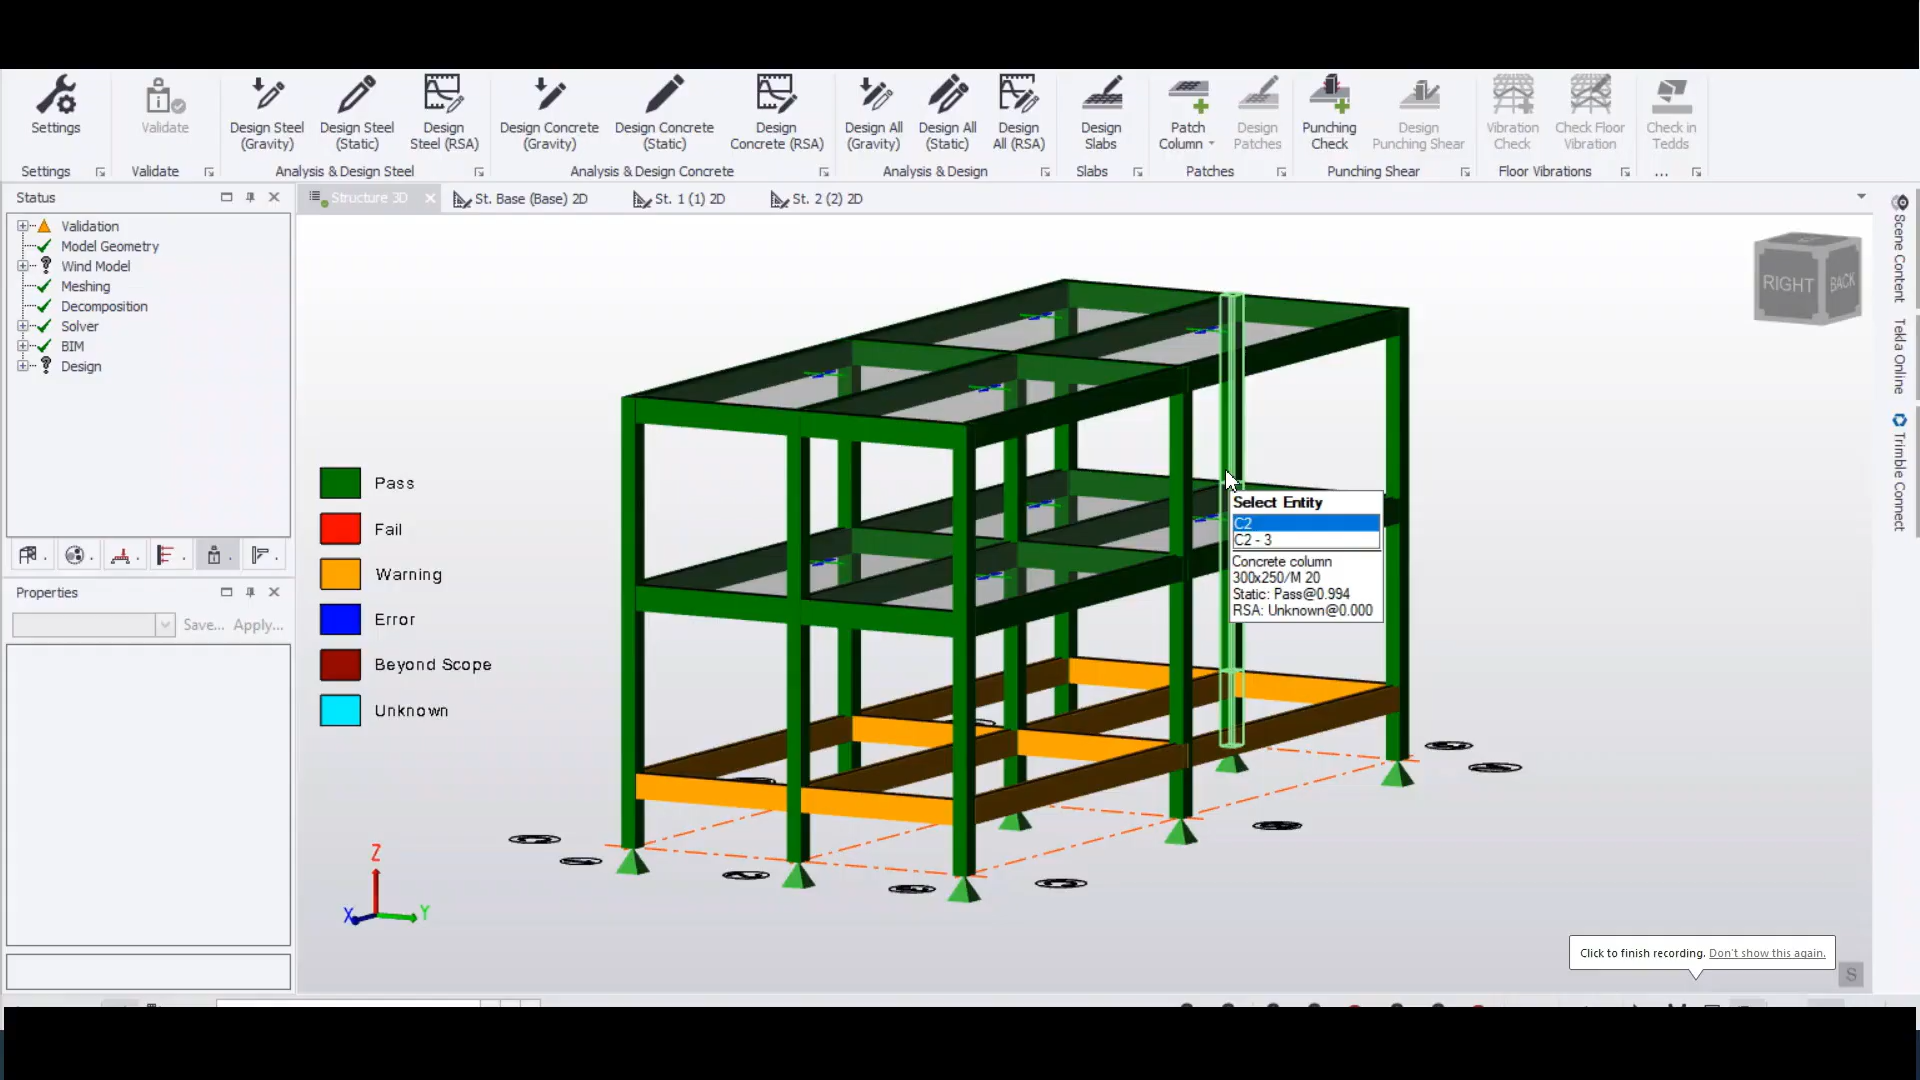 Settings
Validate
Design Steel
(Gravity)
Design Steel
(Static)
Design
Steel (RSA)
Design Concrete
(Gravity)
Design Concrete
(Static)
Design
Concrete (RSA)
Design All
(Gravity)
Design All
(Static)
Design
All (RSA)
Design
Slabs
Patch
Column
Design
Patches
Punching
Check
Design
Punching Shear
Vibration
Check
Check Floor
Vibration
Check in
Tedds
Settings
Validate
Analysis & Design Steel
Analysis & Design Concrete
Analysis & Design
Slabs
Patches
Punching Shear
Floor Vibrations
...
Status
Structure 3D
St. Base (Base) 2D
St. 1 (1) 2D
St. 2 (2) 2D
Validation
Model Geometry
Wind Model
Meshing
Decomposition
Solver
BIM
Design
Properties
Save...
Apply...
Pass
Fail
Warning
Error
Beyond Scope
Unknown
Select Entity
C2
C2 - 3
Concrete column
300x250/M 20
Static: Pass@0.994
RSA: Unknown@0.000
RIGHT
BACK
Scene Content
Tekla Online
Trimble Connect
Z
X
Y
Click to finish recording. Don't show this again.
S